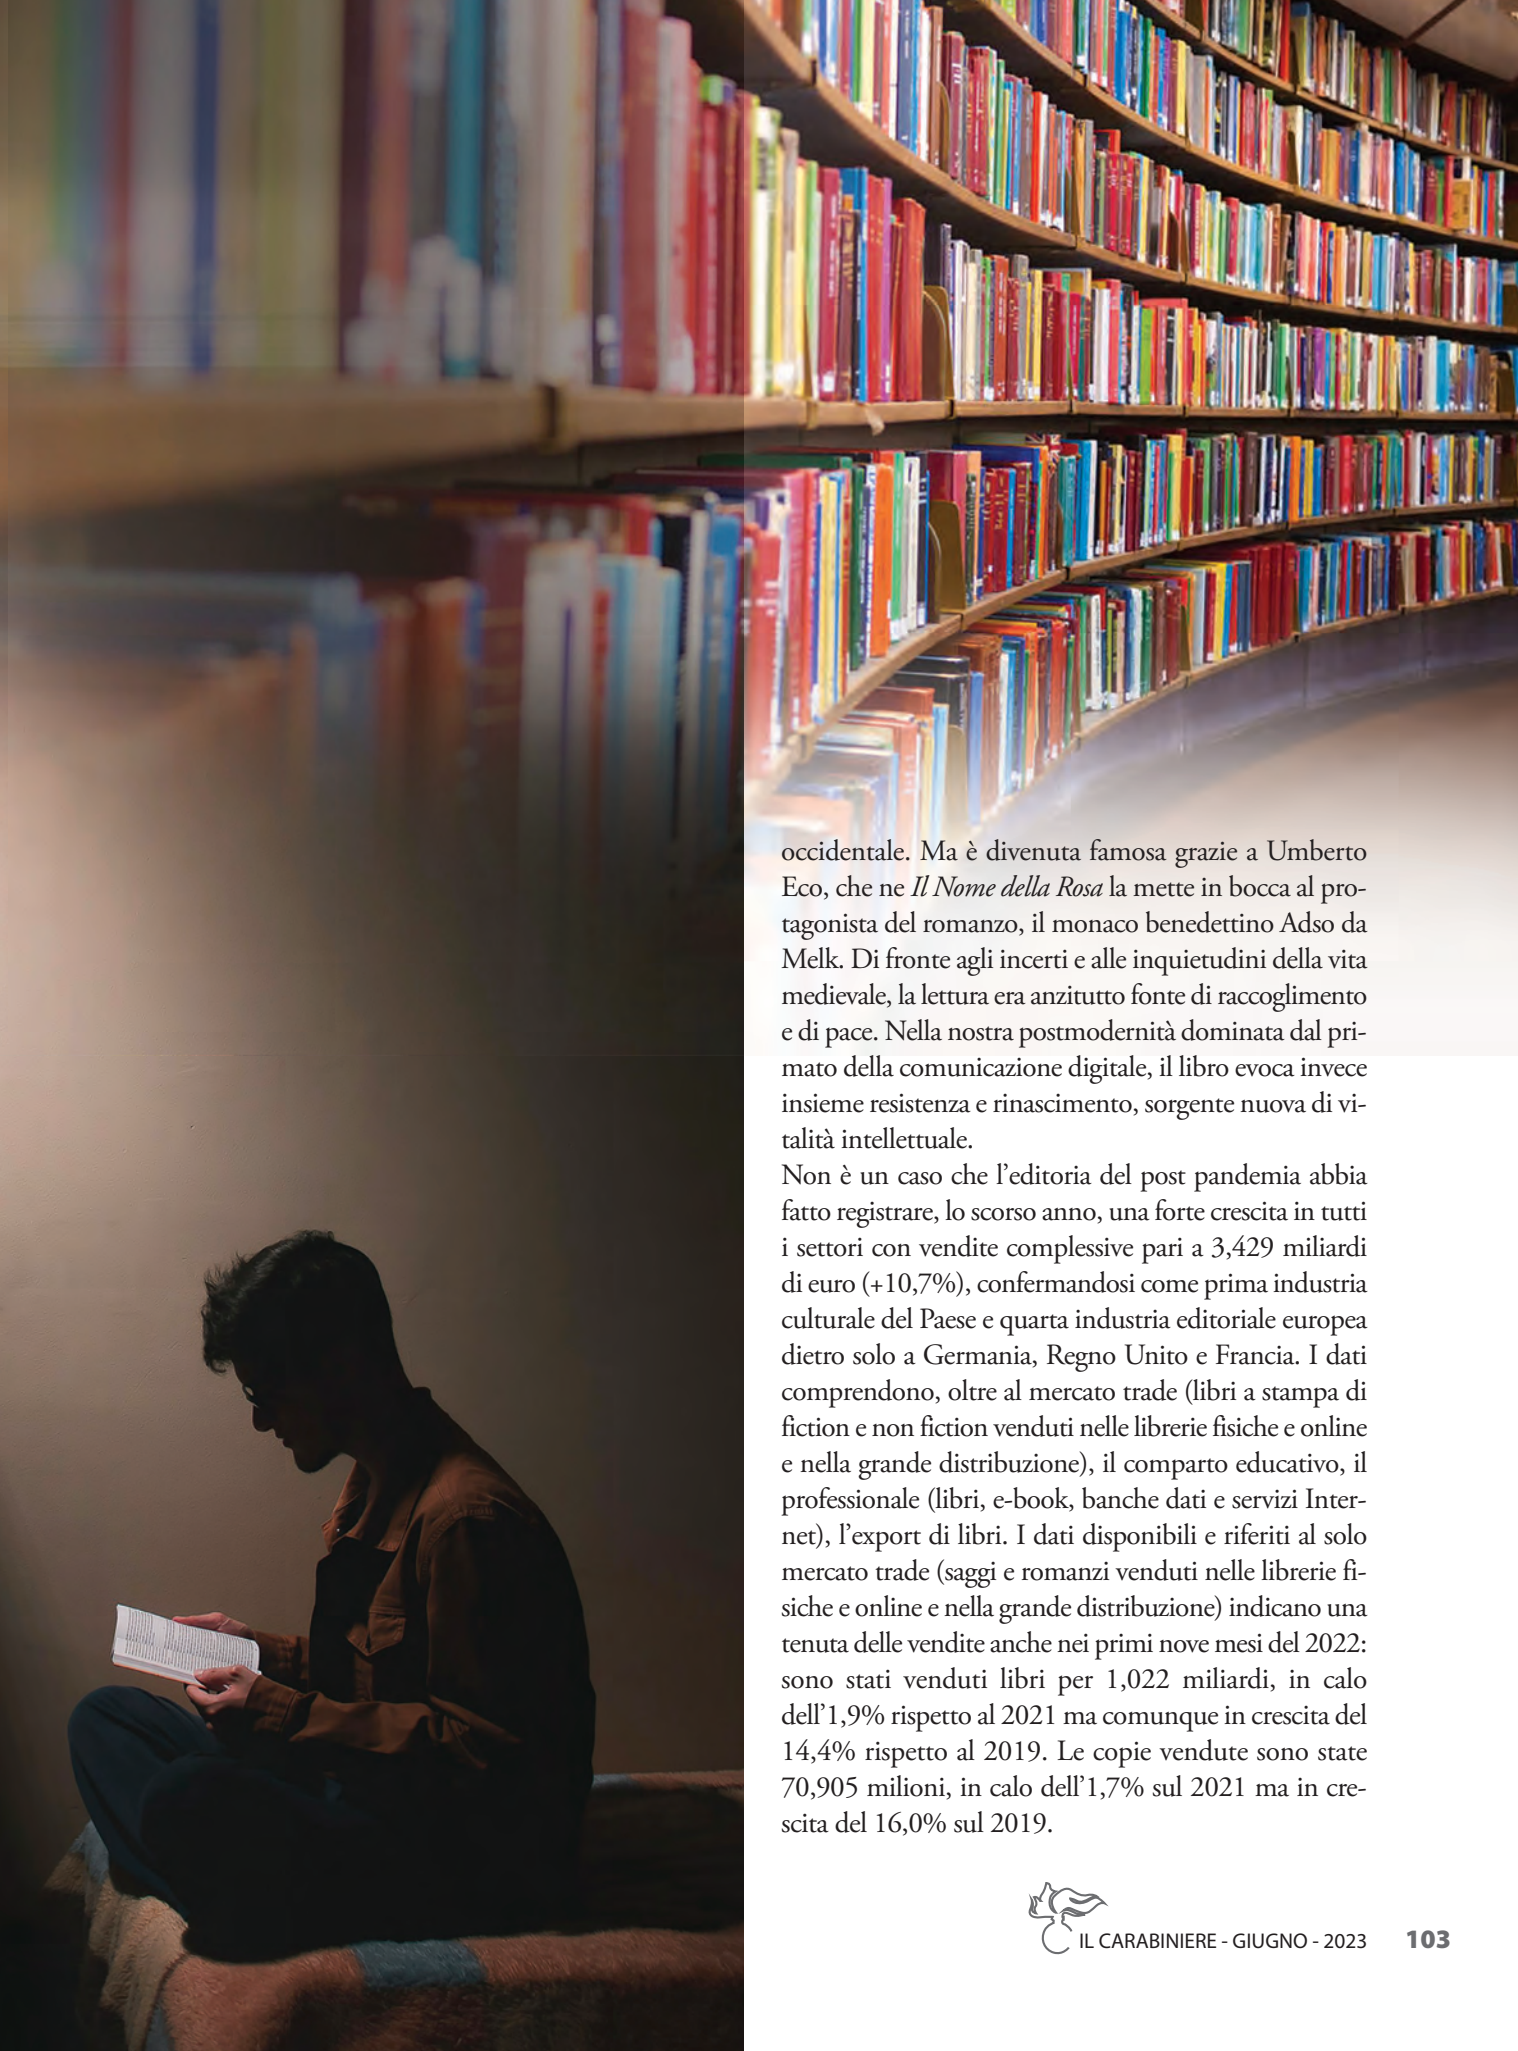 occidentale. Ma è divenuta famosa grazie a Umberto
Eco, che ne Il Nome della Rosa la mette in bocca al pro-
tagonista del romanzo, il monaco benedettino Adso da
Melk. Di fronte agli incerti e alle inquietudini della vita
medievale, la lettura era anzitutto fonte di raccoglimento
e di pace. Nella nostra postmodernità dominata dal pri-
mato della comunicazione digitale, il libro evoca invece
insieme resistenza e rinascimento, sorgente nuova di vi-
talità intellettuale.
Non è un caso che l’editoria del post pandemia abbia
fatto registrare, lo scorso anno, una forte crescita in tutti
i settori con vendite complessive pari a 3,429 miliardi
di euro (+10,7%), confermandosi come prima industria
culturale del Paese e quarta industria editoriale europea
dietro solo a Germania, Regno Unito e Francia. I dati
comprendono, oltre al mercato trade (libri a stampa di
fiction e non fiction venduti nelle librerie fisiche e online
e nella grande distribuzione), il comparto educativo, il
professionale (libri, e-book, banche dati e servizi Inter-
net), l’export di libri. I dati disponibili e riferiti al solo
mercato trade (saggi e romanzi venduti nelle librerie fi-
siche e online e nella grande distribuzione) indicano una
tenuta delle vendite anche nei primi nove mesi del 2022:
sono stati venduti libri per 1,022 miliardi, in calo
dell’1,9% rispetto al 2021 ma comunque in crescita del
14,4% rispetto al 2019. Le copie vendute sono state
70,905 milioni, in calo dell’1,7% sul 2021 ma in cre-
scita del 16,0% sul 2019.
IL CARABINIERE - GIUGNO - 2023 103